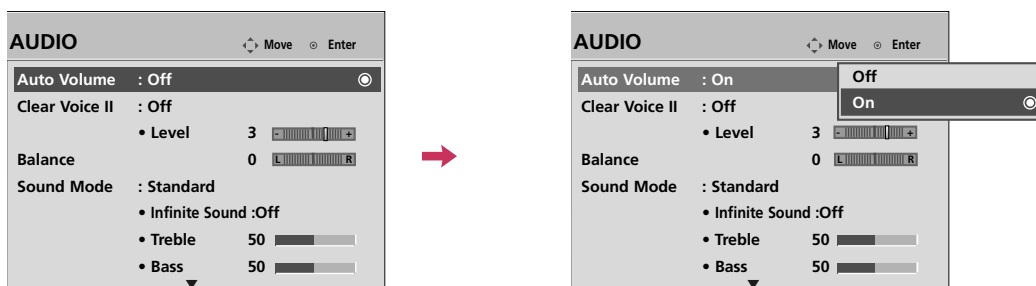 AUDIO Move Enter
Auto Volume : Off
Clear Voice II : Off
• Level 3 - +
Balance 0 L R
Sound Mode : Standard
• Infinite Sound :Off
• Treble 50
• Bass 50
AUDIO Move Enter
Auto Volume : On
Off
On
Clear Voice II : Off
• Level 3 - +
Balance 0 L R
Sound Mode : Standard
• Infinite Sound :Off
• Treble 50
• Bass 50